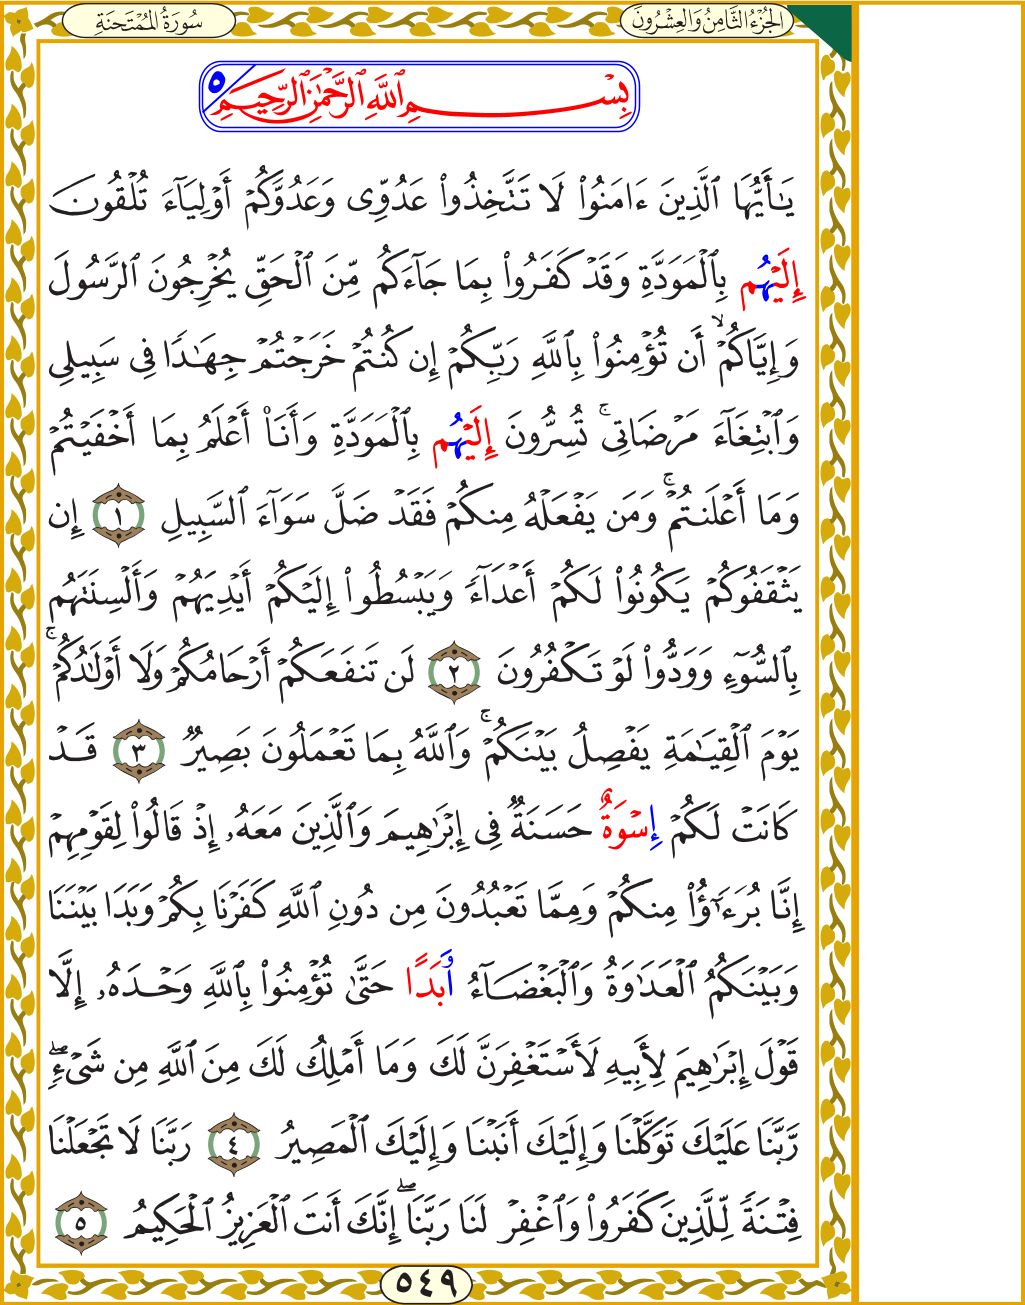 الجُزْءُ الثَّامِنُ وَالعِشْرُونَ
سُورَةُ المُمْتَحَنَةِ
بِسْمِ ٱللَّهِ ٱلرَّحْمَٰنِ ٱلرَّحِيمِ ٥
يَٰٓأَيُّهَا ٱلَّذِينَ ءَامَنُوا۟ لَا تَتَّخِذُوا۟ عَدُوِّى وَعَدُوَّكُمْ أَوْلِيَآءَ تُلْقُونَ
إِلَيْهُم بِٱلْمَوَدَّةِ وَقَدْ كَفَرُوا۟ بِمَا جَآءَكُم مِّنَ ٱلْحَقِّ يُخْرِجُونَ ٱلرَّسُولَ
وَإِيَّاكُمْ ۙ أَن تُؤْمِنُوا۟ بِٱللَّهِ رَبِّكُمْ إِن كُنتُمْ خَرَجْتُمْ جِهَٰدًا فِى سَبِيلِى
وَٱبْتِغَآءَ مَرْضَاتِى ۚ تُسِرُّونَ إِلَيْهُم بِٱلْمَوَدَّةِ وَأَنَا۠ أَعْلَمُ بِمَآ أَخْفَيْتُمْ
وَمَآ أَعْلَنتُمْ ۚ وَمَن يَفْعَلْهُ مِنكُمْ فَقَدْ ضَلَّ سَوَآءَ ٱلسَّبِيلِ ١ إِن
يَثْقَفُوكُمْ يَكُونُوا۟ لَكُمْ أَعْدَآءً وَيَبْسُطُوٓا۟ إِلَيْكُمْ أَيْدِيَهُمْ وَأَلْسِنَتَهُم
بِٱلسُّوٓءِ وَوَدُّوا۟ لَوْ تَكْفُرُونَ ٢ لَن تَنفَعَكُمْ أَرْحَامُكُمْ وَلَآ أَوْلَٰدُكُمْ ۚ
يَوْمَ ٱلْقِيَٰمَةِ يَفْصِلُ بَيْنَكُمْ ۚ وَٱللَّهُ بِمَا تَعْمَلُونَ بَصِيرٌ ٣ قَدْ
كَانَتْ لَكُمْ إِسْوَةٌ حَسَنَةٌ فِىٓ إِبْرَٰهِيمَ وَٱلَّذِينَ مَعَهُۥٓ إِذْ قَالُوا۟ لِقَوْمِهِمْ
إِنَّا بُرَءَٰٓؤُا۟ مِنكُمْ وَمِمَّا تَعْبُدُونَ مِن دُونِ ٱللَّهِ كَفَرْنَا بِكُمْ وَبَدَا بَيْنَنَا
وَبَيْنَكُمُ ٱلْعَدَٰوَةُ وَٱلْبَغْضَآءُ أَبَدًا حَتَّىٰ تُؤْمِنُوا۟ بِٱللَّهِ وَحْدَهُۥٓ إِلَّا
قَوْلَ إِبْرَٰهِيمَ لِأَبِيهِ لَأَسْتَغْفِرَنَّ لَكَ وَمَآ أَمْلِكُ لَكَ مِنَ ٱللَّهِ مِن شَىْءٍ ۖ
رَّبَّنَا عَلَيْكَ تَوَكَّلْنَا وَإِلَيْكَ أَنَبْنَا وَإِلَيْكَ ٱلْمَصِيرُ ٤ رَبَّنَا لَا تَجْعَلْنَا
فِتْنَةً لِّلَّذِينَ كَفَرُوا۟ وَٱغْفِرْ لَنَا رَبَّنَآ ۖ إِنَّكَ أَنتَ ٱلْعَزِيزُ ٱلْحَكِيمُ ٥
٥٤٩